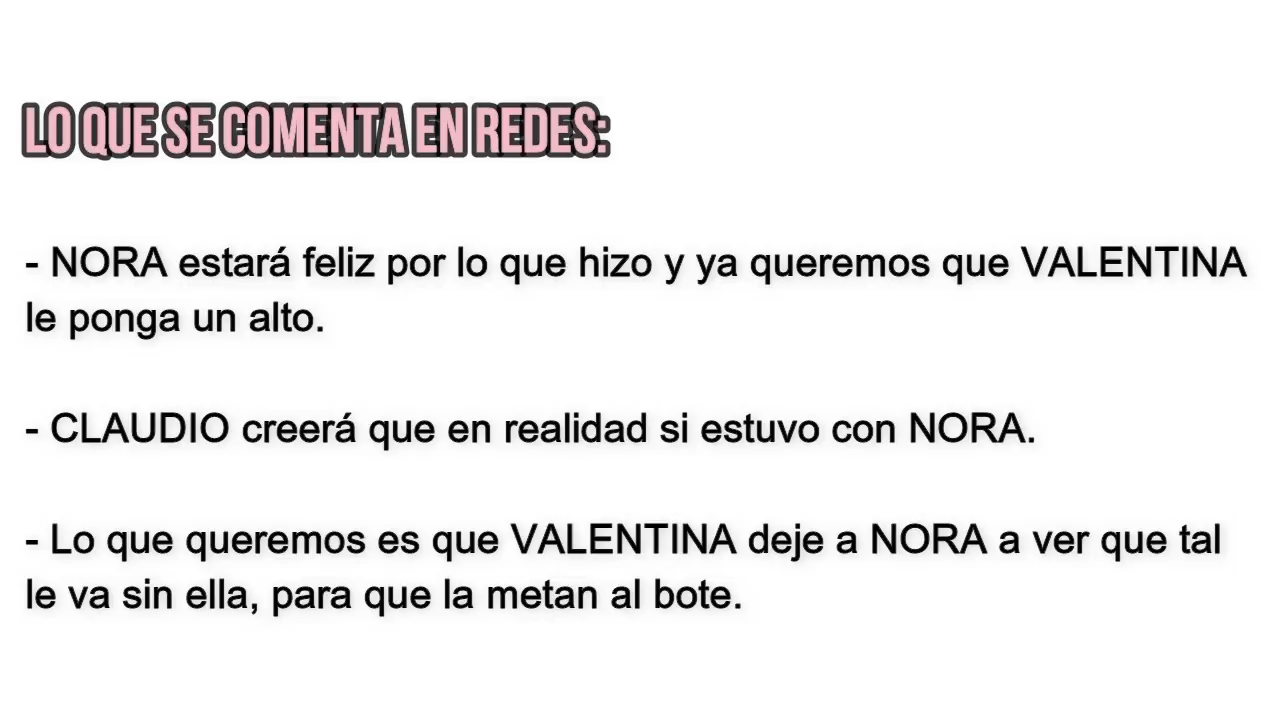 LO QUE SE COMENTA EN REDES:
- NORA estará feliz por lo que hizo y ya queremos que VALENTINA
le ponga un alto.
- CLAUDIO creerá que en realidad si estuvo con NORA.
- Lo que queremos es que VALENTINA deje a NORA a ver que tal
le va sin ella, para que la metan al bote.